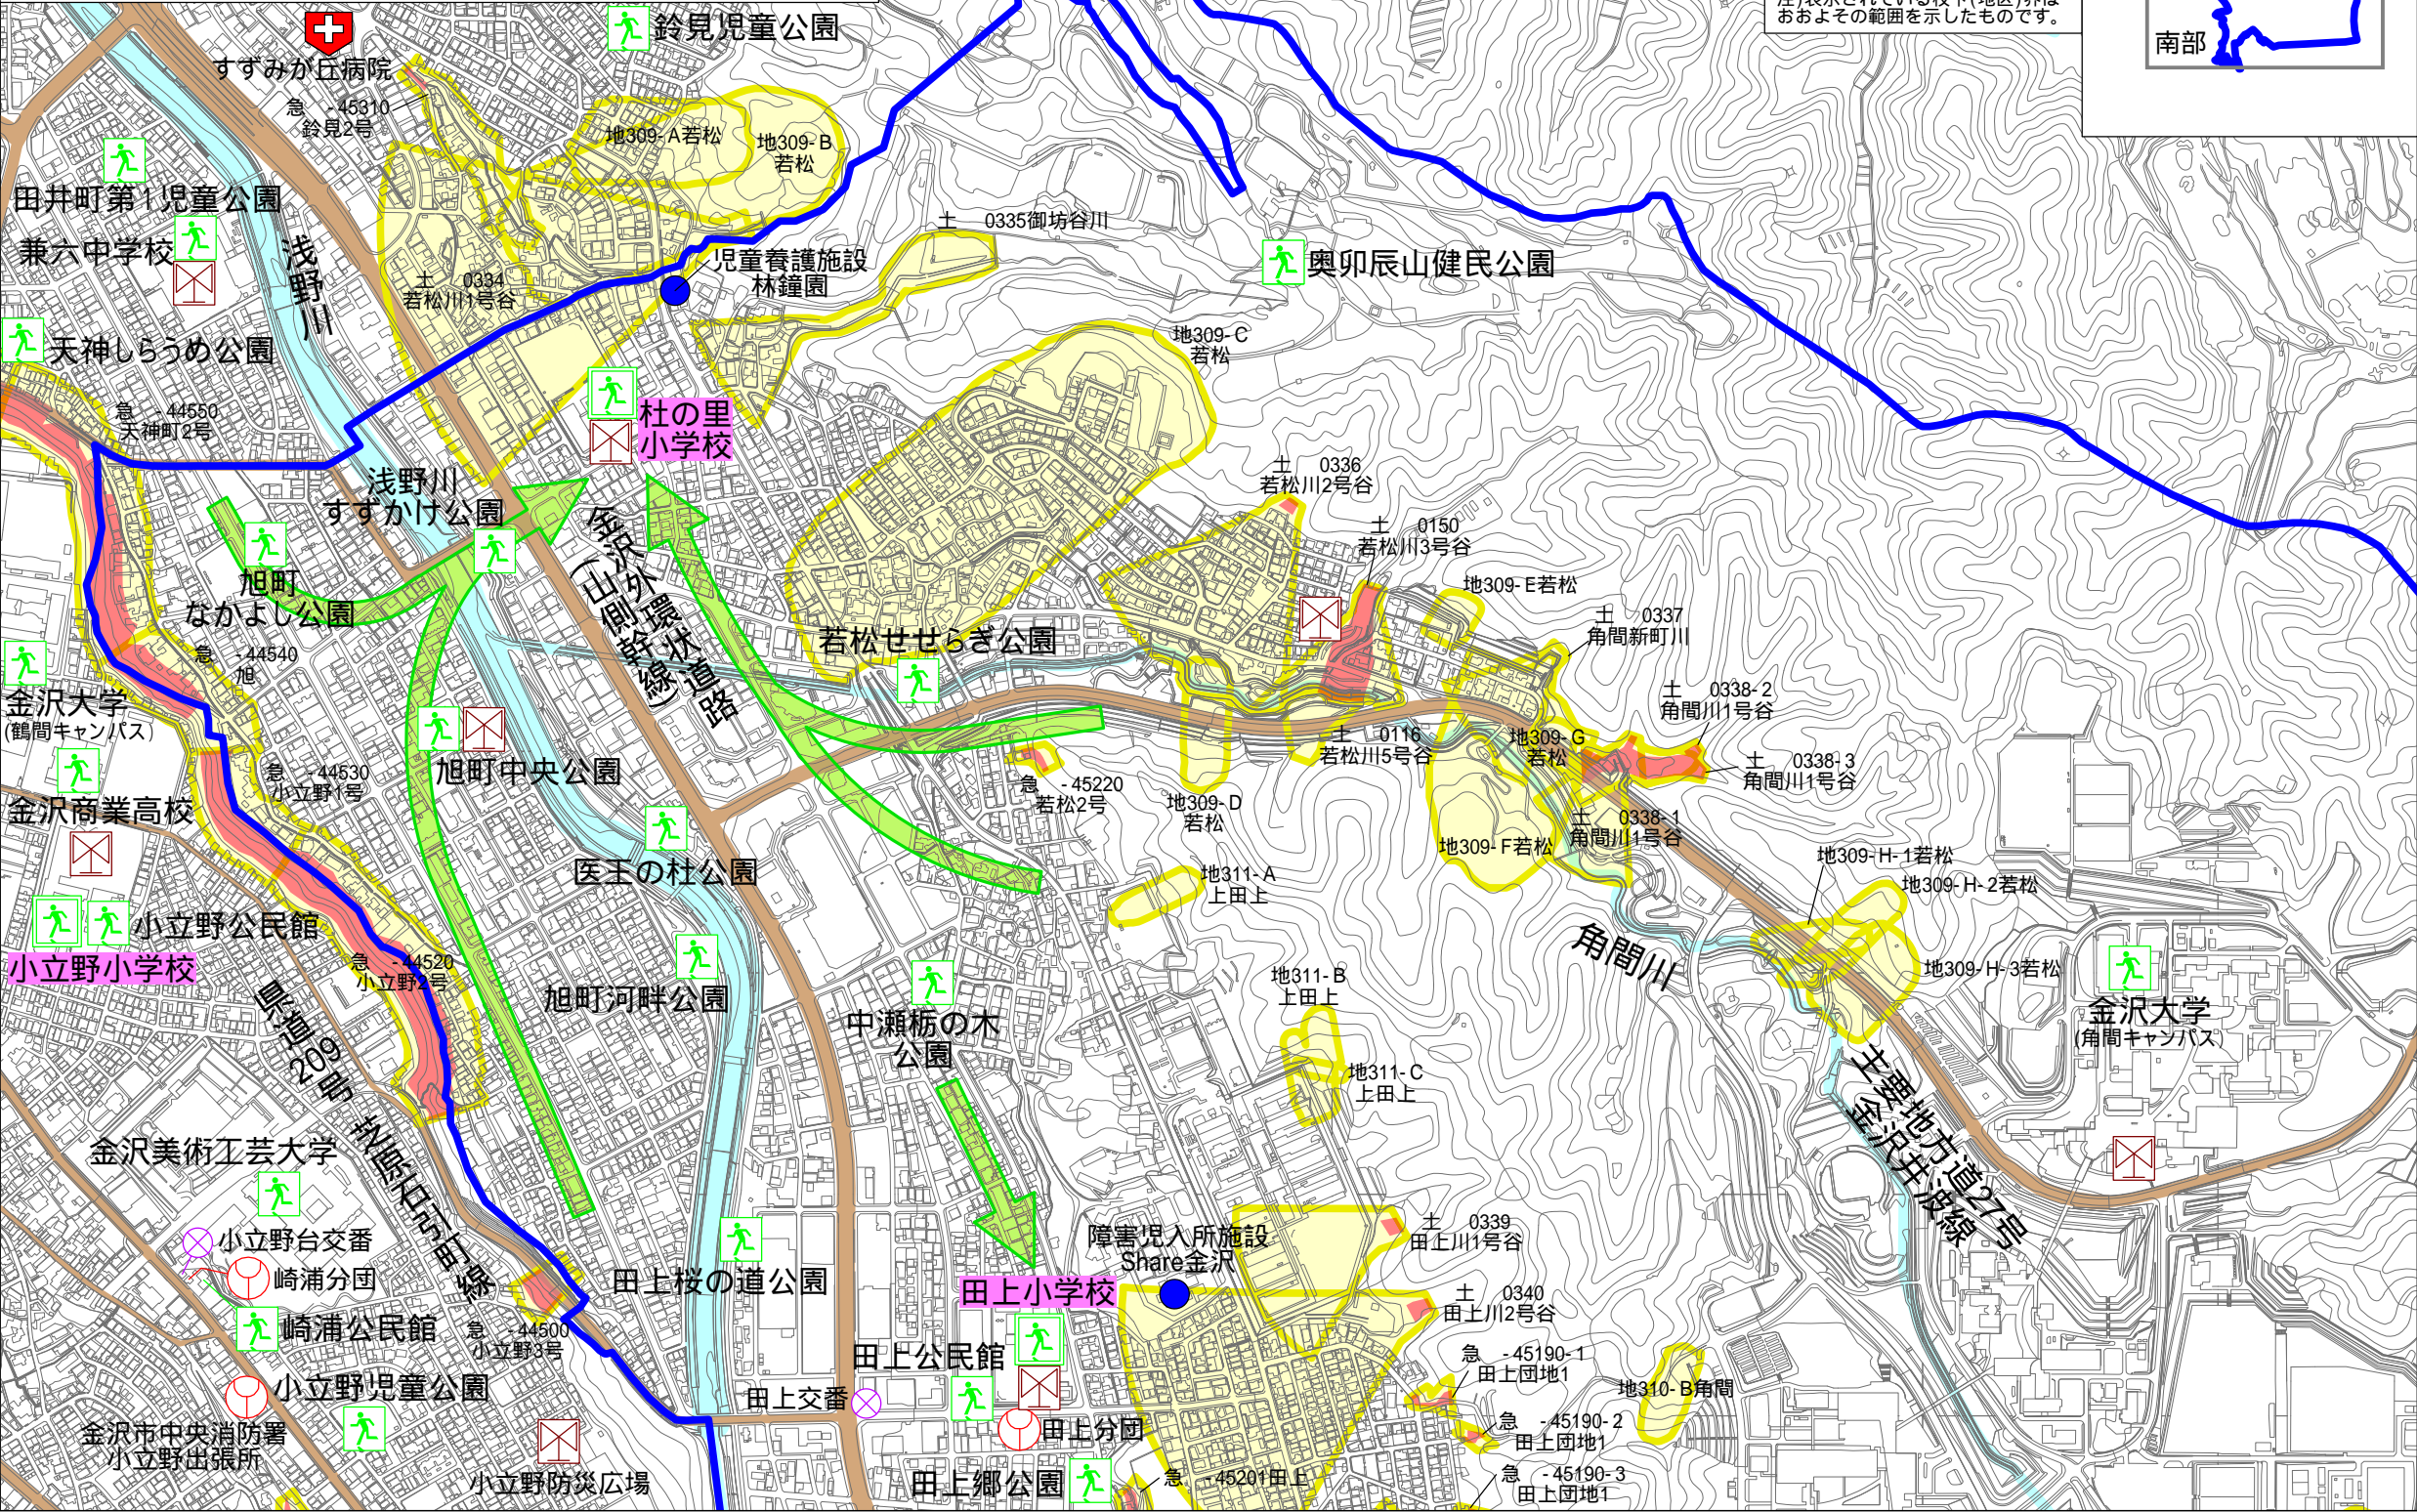 おおよその範囲を示したものです。
南部
鈴見児童公園
すずみが丘病院
急 -45310
鈴見2号
地309-A若松
地309-B
若松
田井町第1児童公園
兼六中学校
浅野川
土 0335御坊谷川
児童養護施設
林鐘園
奥卯辰山健民公園
土 0334
若松川1号谷
天神しらうめ公園
地309-C
若松
急 -44550
天神町2号
杜の里
小学校
浅野川
すずかけ公園
土 0336
若松川2号谷
土 0150
若松川3号谷
金沢外環状道路
(山側幹線)
旭町
なかよし公園
地309-E若松
土 0337
角間新町川
若松せせらぎ公園
急 -44540
旭
金沢大学
(鶴間キャンパス)
土 0338-2
角間川1号谷
土 0116
若松川5号谷
地309-G
若松
土 0338-3
角間川1号谷
旭町中央公園
急 -44530
小立野1号
急 -45220
若松2号
地309-D
若松
金沢商業高校
土 0338-1
角間川1号谷
地309-F若松
医王の杜公園
地309-H-1若松
地309-H-2若松
地311-A
上田上
小立野公民館
小立野小学校
急 -44520
小立野2号
角間川
地309-H-3若松
地311-B
上田上
旭町河畔公園
金沢大学
(角間キャンパス)
中瀬栃の木
公園
県道209号 芝原石引町線
地311-C
上田上
主要地方道27号
金沢井波線
金沢美術工芸大学
土 0339
田上川1号谷
障害児入所施設
Share金沢
小立野台交番
崎浦分団
田上桜の道公園
田上小学校
土 0340
田上川2号谷
崎浦公民館
急 -44500
小立野3号
田上公民館
急 -45190-1
田上団地1
小立野児童公園
田上交番
地310-B角間
急 -45190-2
田上団地1
田上分団
金沢市中央消防署
小立野出張所
小立野防災広場
田上郷公園
急 -45201田上
急 -45190-3
田上団地1